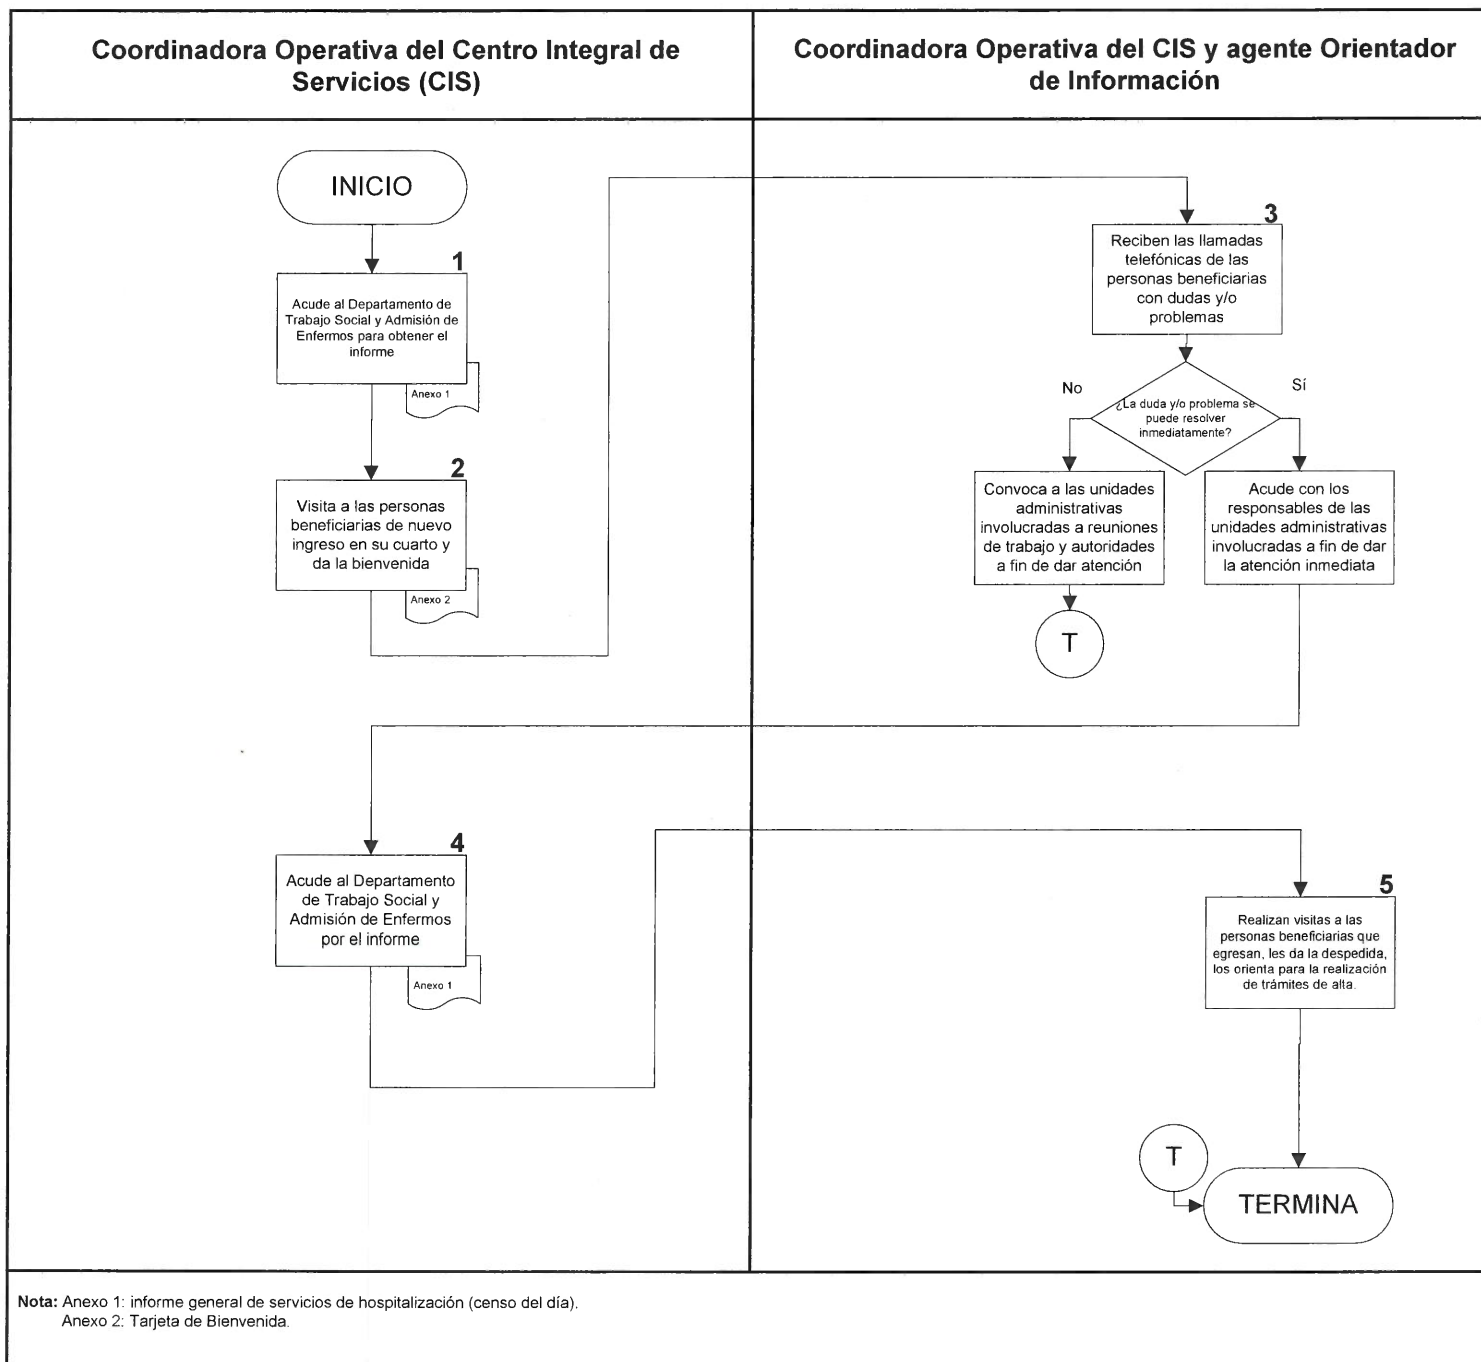 Coordinadora Operativa del Centro Integral de
Servicios (CIS)
Coordinadora Operativa del CIS y agente Orientador
de Información
INICIO
1
Acude al Departamento de
Trabajo Social y Admisión de
Enfermos para obtener el
informe
Anexo 1
2
Visita a las personas
beneficiarias de nuevo
ingreso en su cuarto y
da la bienvenida
Anexo 2
3
Reciben las llamadas
telefónicas de las
personas beneficiarias
con dudas y/o
problemas
No
Sí
¿La duda y/o problema se
puede resolver
inmediatamente?
Convoca a las unidades
administrativas
involucradas a reuniones
de trabajo y autoridades
a fin de dar atención
Acude con los
responsables de las
unidades administrativas
involucradas a fin de dar
la atención inmediata
T
4
Acude al Departamento
de Trabajo Social y
Admisión de Enfermos
por el informe
Anexo 1
5
Realizan visitas a las
personas beneficiarias que
egresan, les da la despedida,
los orienta para la realización
de trámites de alta.
T
TERMINA
Nota: Anexo 1: informe general de servicios de hospitalización (censo del día).
Anexo 2: Tarjeta de Bienvenida.